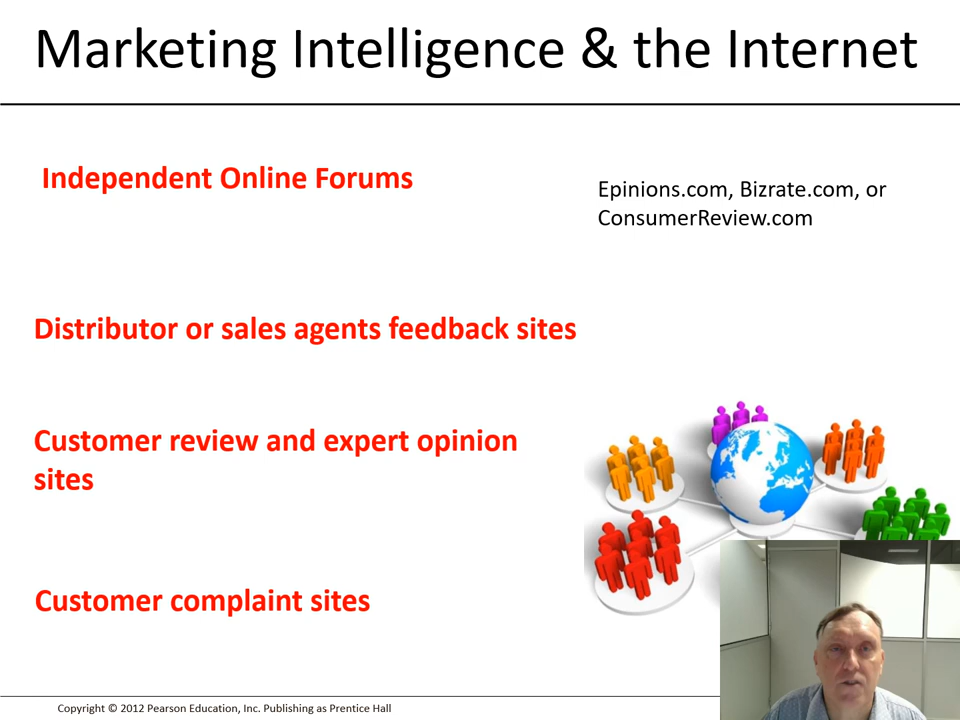 Marketing Intelligence & the Internet
Independent Online Forums
Epinions.com, Bizrate.com, or
ConsumerReview.com
Distributor or sales agents feedback sites
Customer review and expert opinion
sites
Customer complaint sites
Copyright © 2012 Pearson Education, Inc. Publishing as Prentice Hall